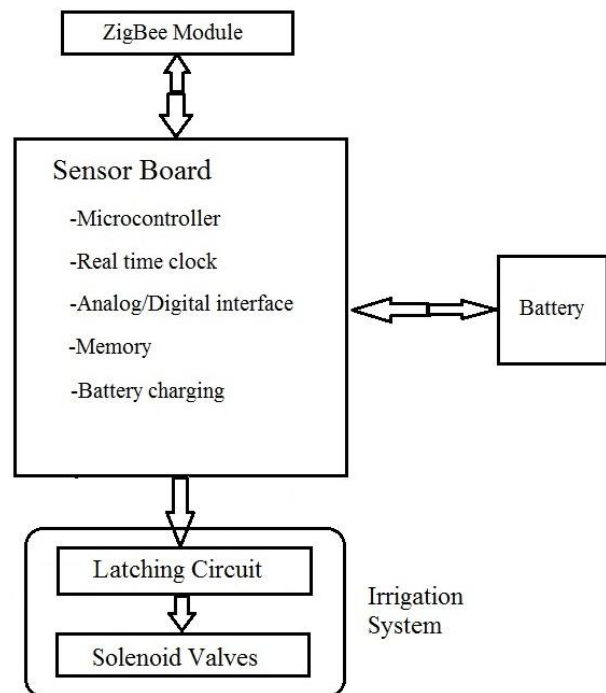 ZigBee Module
Sensor Board
-Microcontroller
-Real time clock
-Analog/Digital interface
-Memory
-Battery charging
Battery
Latching Circuit
Irrigation
System
Solenoid Valves